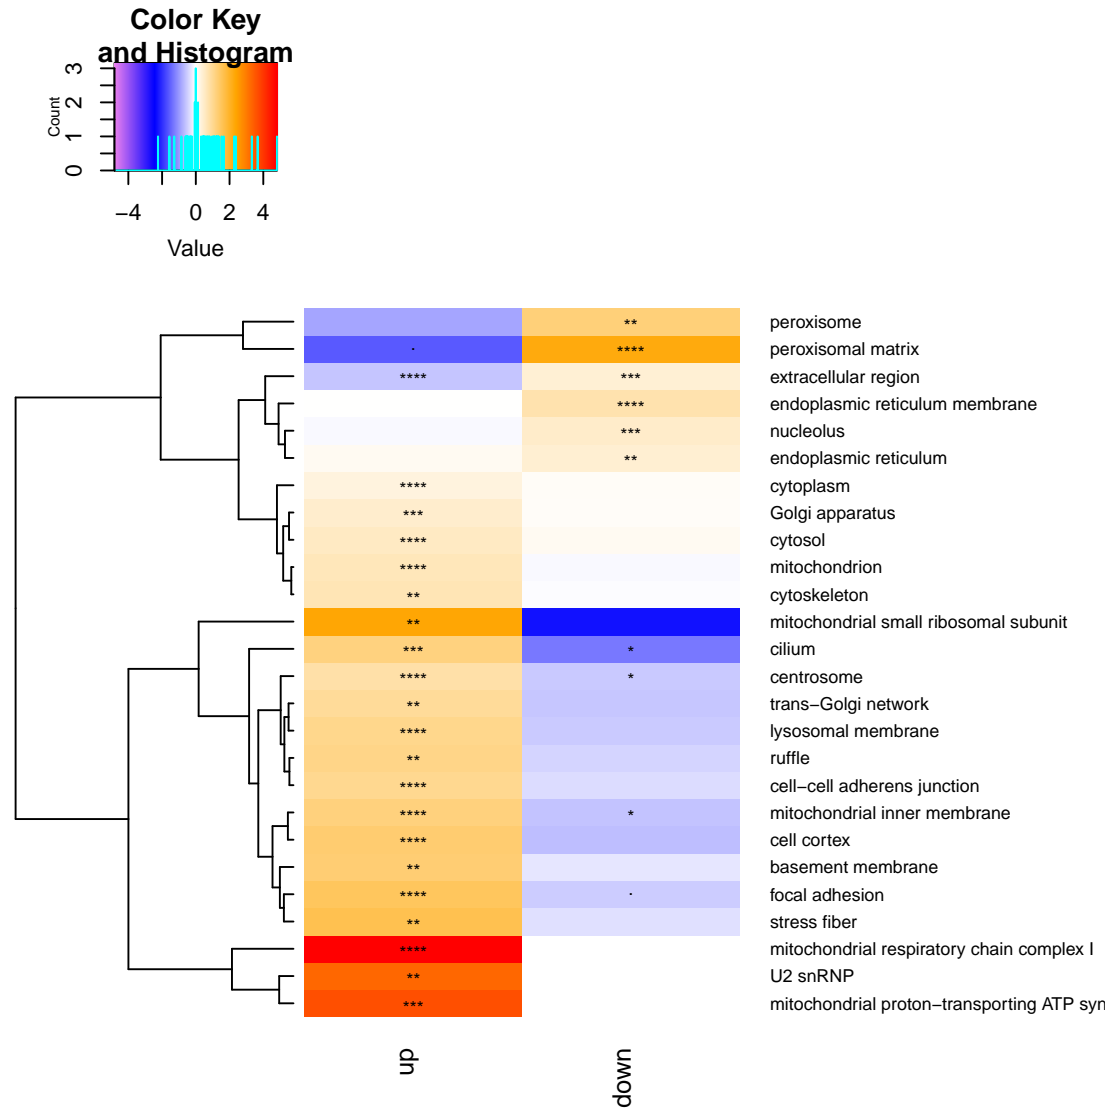 Color Key
and Histogram
Count
0 1 2 3
−4 0 2 4
Value
** peroxisome
. **** peroxisomal matrix
**** *** extracellular region
**** endoplasmic reticulum membrane
*** nucleolus
** endoplasmic reticulum
**** cytoplasm
*** Golgi apparatus
**** cytosol
**** mitochondrion
** cytoskeleton
** mitochondrial small ribosomal subunit
*** * cilium
**** * centrosome
** trans−Golgi network
**** lysosomal membrane
** ruffle
**** cell−cell adherens junction
**** * mitochondrial inner membrane
**** cell cortex
** basement membrane
**** . focal adhesion
** stress fiber
**** mitochondrial respiratory chain complex I
** U2 snRNP
*** mitochondrial proton−transporting ATP syn
up
down